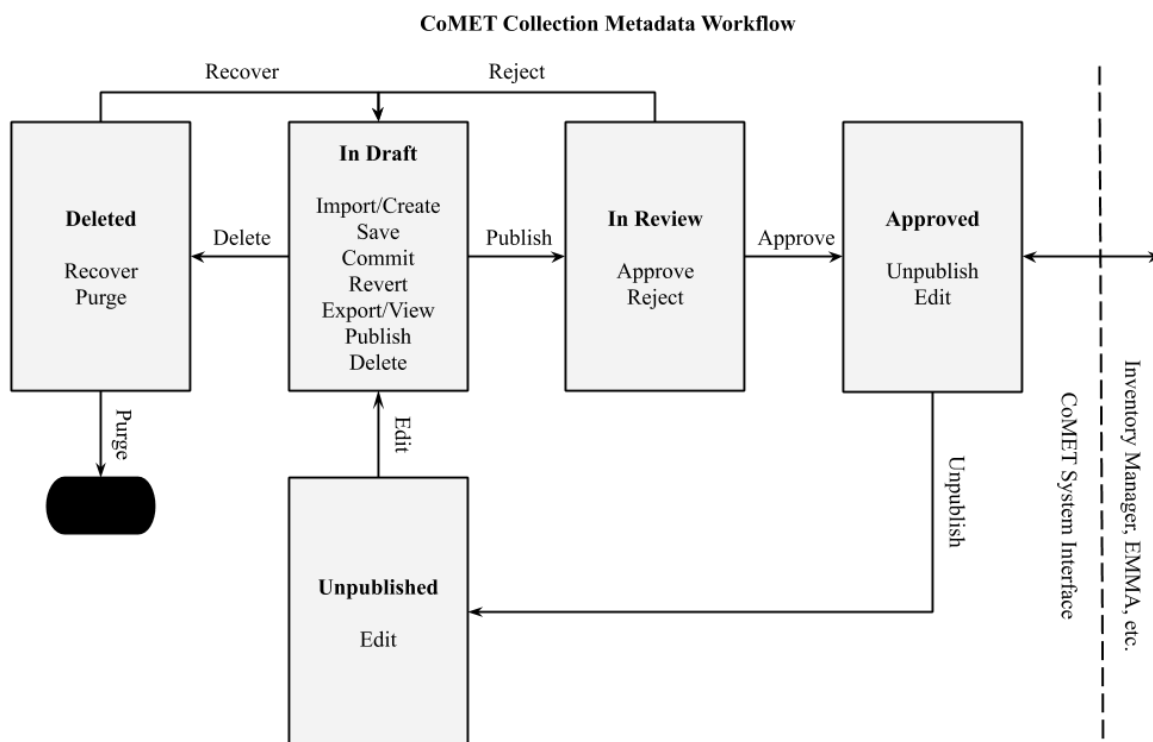 CoMET Collection Metadata Workflow
Recover
Reject
Deleted
Recover
Purge
Delete
In Draft
Import/Create
Save
Commit
Revert
Export/View
Publish
Delete
Publish
In Review
Approve
Reject
Approve
Approved
Unpublish
Edit
Purge
Edit
Unpublish
Unpublished
Edit
CoMET System Interface
Inventory Manager, EMMA, etc.